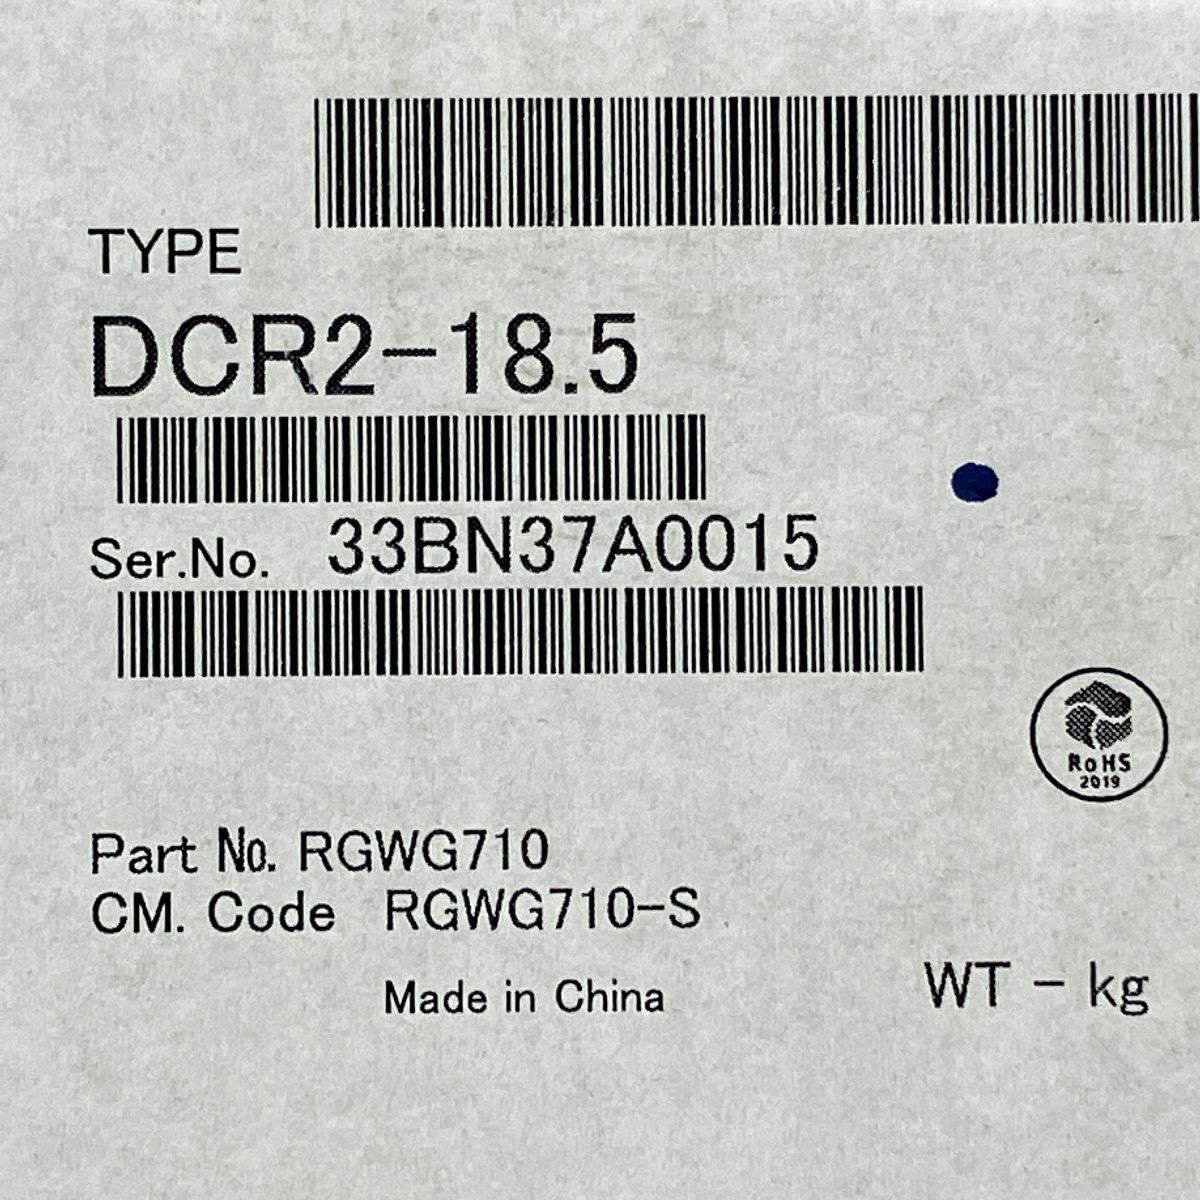 TYPE
DCR2-18.5
Ser.No. 33BN37A0015
RoHS
2019
Part No. RGWG710
CM. Code RGWG710-S
WT - kg
Made in China